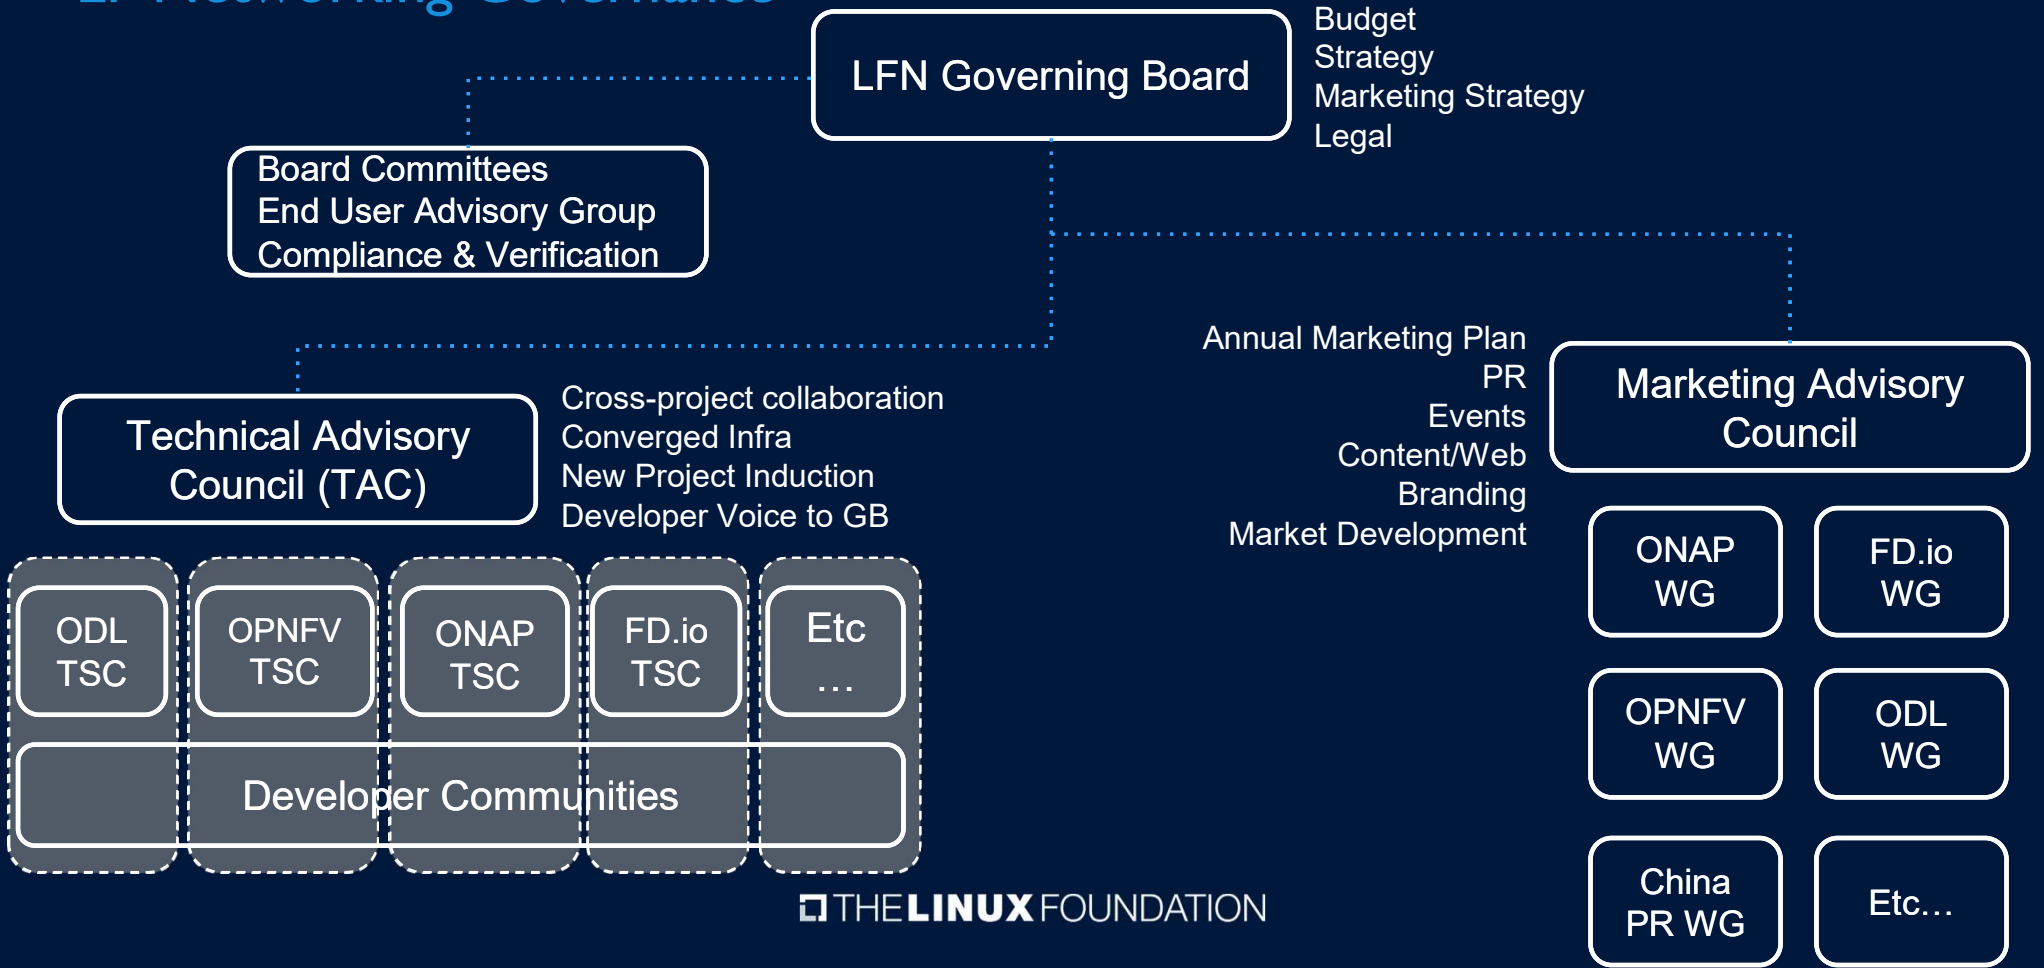 LF Networking Governance
LFN Governing Board
Budget
Strategy
Marketing Strategy
Legal
Board Committees
End User Advisory Group
Compliance & Verification
Technical Advisory
Council (TAC)
Cross-project collaboration
Converged Infra
New Project Induction
Developer Voice to GB
Annual Marketing Plan
PR
Events
Content/Web
Branding
Market Development
Marketing Advisory
Council
ODL
TSC
OPNFV
TSC
ONAP
TSC
FD.io
TSC
Etc
...
Developer Communities
ONAP
WG
FD.io
WG
OPNFV
WG
ODL
WG
China
PR WG
Etc...
THE LINUX FOUNDATION